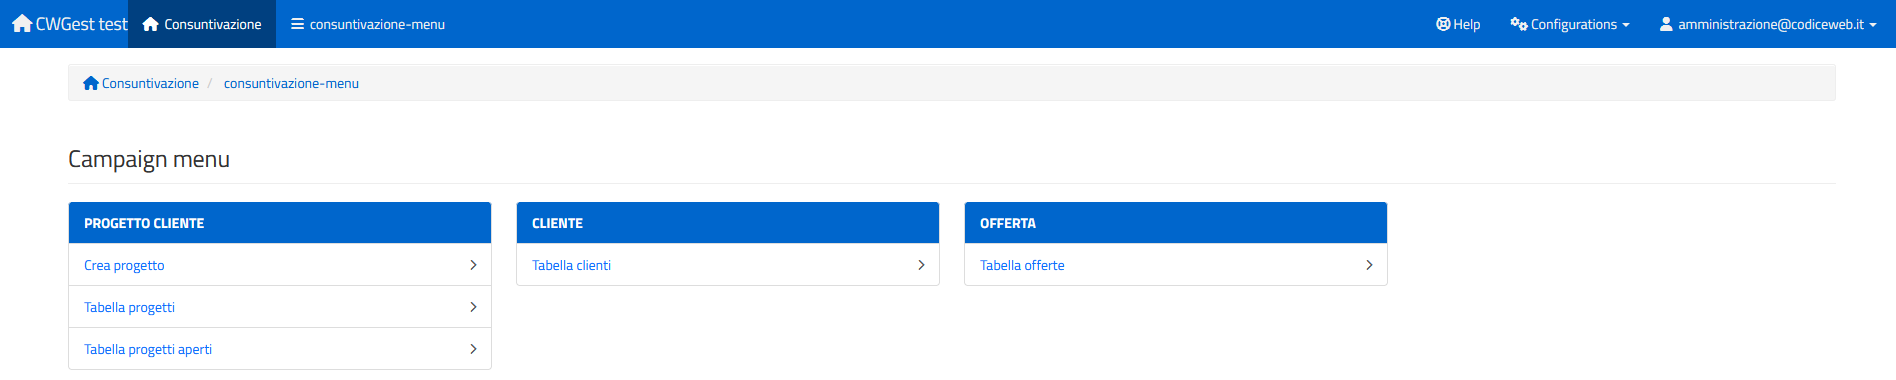 CWGest test Consuntivazione consuntivazione-menu Help Configurations amministrazione@codiceweb.it
Consuntivazione / consuntivazione-menu
Campaign menu
PROGETTO CLIENTE
Crea progetto
Tabella progetti
Tabella progetti aperti
CLIENTE
Tabella clienti
OFFERTA
Tabella offerte